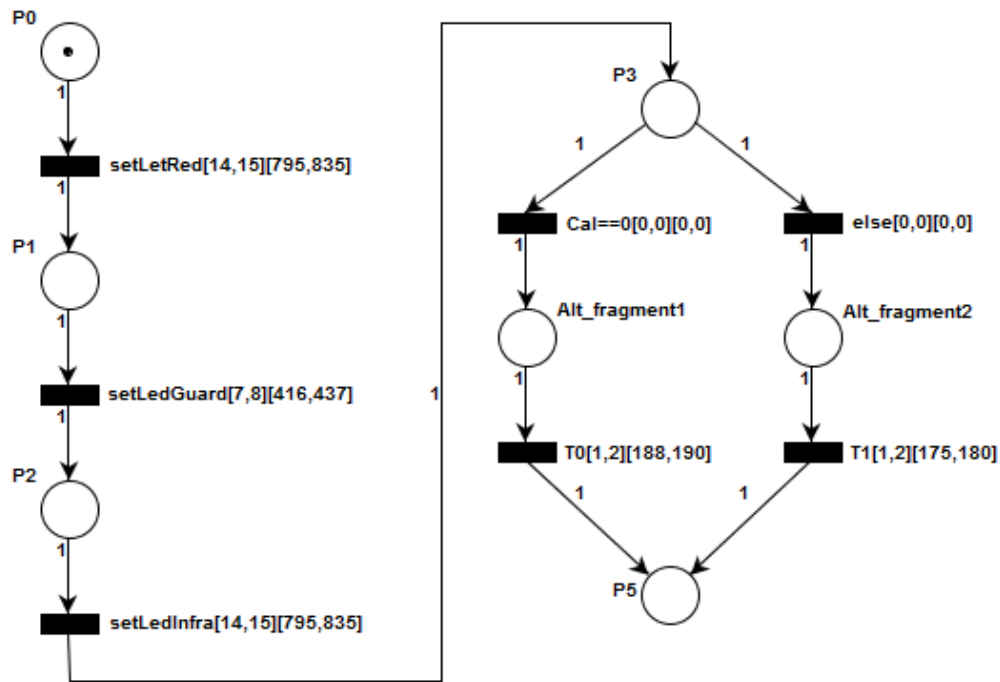 P0
1
setLetRed[14,15][795,835]
1
P1
1
setLedGuard[7,8][416,437]
1
P2
1
setLedInfra[14,15][795,835]
1
P3
1
1
Cal==0[0,0][0,0]
else[0,0][0,0]
1
1
Alt_fragment1
Alt_fragment2
1
1
T0[1,2][188,190]
T1[1,2][175,180]
1
1
P5